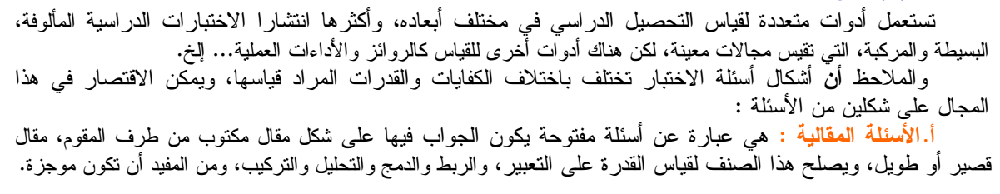 تستعمل أدوات متعددة لقياس التحصيل الدراسي في مختلف أبعاده، وأكثرها انتشارا الاختبارات الدراسية المألوفة،
البسيطة والمركبة، التي تقيس مجالات معينة، لكن هناك أدوات أخرى للقياس كالروائز والأداءات العملية... إلخ.
والملاحظ أن أشكال أسئلة الاختبار تختلف باختلاف الكفايات والقدرات المراد قياسها، ويمكن الاقتصار في هذا
المجال على شكلين من الأسئلة :
أ.الأسئلة المقالية : هي عبارة عن أسئلة مفتوحة يكون الجواب فيها على شكل مقال مكتوب من طرف المقوم، مقال
قصير أو طويل، ويصلح هذا الصنف لقياس القدرة على التعبير، والربط والدمج والتحليل والتركيب، ومن المفيد أن تكون موجزة.